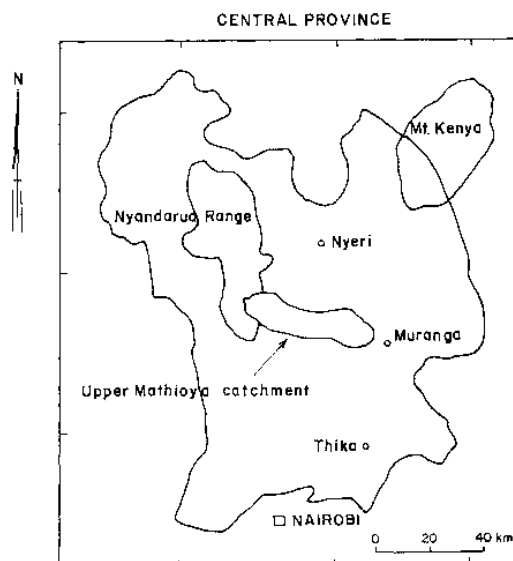 CENTRAL PROVINCE
N
Mt. Kenya
Nyandarua Range
Nyeri
Muranga
Upper Mathioya catchment
Thika
NAIROBI
0 20 40 km